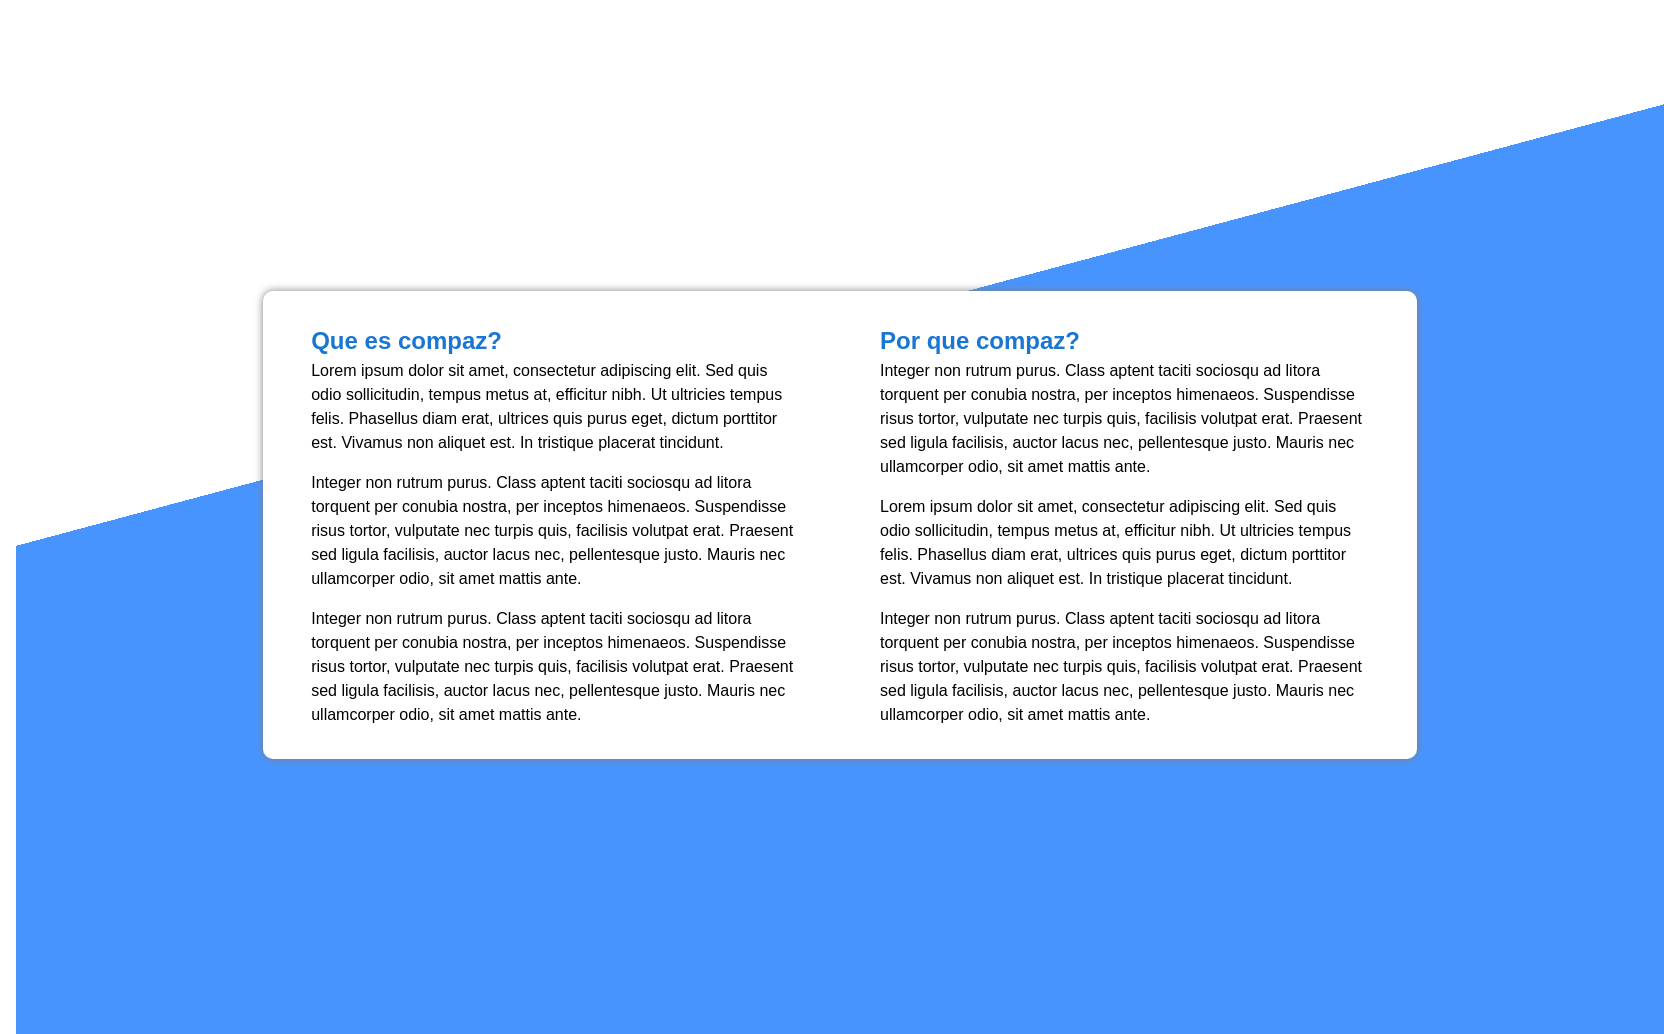 Que es compaz?
Lorem ipsum dolor sit amet, consectetur adipiscing elit. Sed quis
odio sollicitudin, tempus metus at, efficitur nibh. Ut ultricies tempus
felis. Phasellus diam erat, ultrices quis purus eget, dictum porttitor
est. Vivamus non aliquet est. In tristique placerat tincidunt.
Integer non rutrum purus. Class aptent taciti sociosqu ad litora
torquent per conubia nostra, per inceptos himenaeos. Suspendisse
risus tortor, vulputate nec turpis quis, facilisis volutpat erat. Praesent
sed ligula facilisis, auctor lacus nec, pellentesque justo. Mauris nec
ullamcorper odio, sit amet mattis ante.
Integer non rutrum purus. Class aptent taciti sociosqu ad litora
torquent per conubia nostra, per inceptos himenaeos. Suspendisse
risus tortor, vulputate nec turpis quis, facilisis volutpat erat. Praesent
sed ligula facilisis, auctor lacus nec, pellentesque justo. Mauris nec
ullamcorper odio, sit amet mattis ante.
Por que compaz?
Integer non rutrum purus. Class aptent taciti sociosqu ad litora
torquent per conubia nostra, per inceptos himenaeos. Suspendisse
risus tortor, vulputate nec turpis quis, facilisis volutpat erat. Praesent
sed ligula facilisis, auctor lacus nec, pellentesque justo. Mauris nec
ullamcorper odio, sit amet mattis ante.
Lorem ipsum dolor sit amet, consectetur adipiscing elit. Sed quis
odio sollicitudin, tempus metus at, efficitur nibh. Ut ultricies tempus
felis. Phasellus diam erat, ultrices quis purus eget, dictum porttitor
est. Vivamus non aliquet est. In tristique placerat tincidunt.
Integer non rutrum purus. Class aptent taciti sociosqu ad litora
torquent per conubia nostra, per inceptos himenaeos. Suspendisse
risus tortor, vulputate nec turpis quis, facilisis volutpat erat. Praesent
sed ligula facilisis, auctor lacus nec, pellentesque justo. Mauris nec
ullamcorper odio, sit amet mattis ante.